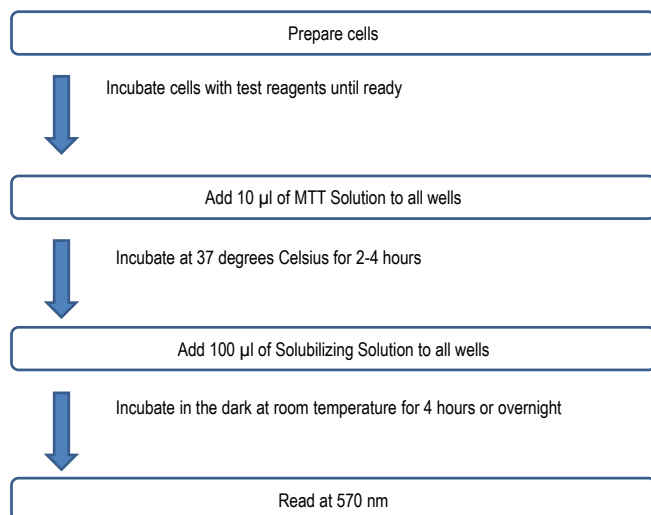 Prepare cells
Incubate cells with test reagents until ready
Add 10 µl of MTT Solution to all wells
Incubate at 37 degrees Celsius for 2-4 hours
Add 100 µl of Solubilizing Solution to all wells
Incubate in the dark at room temperature for 4 hours or overnight
Read at 570 nm